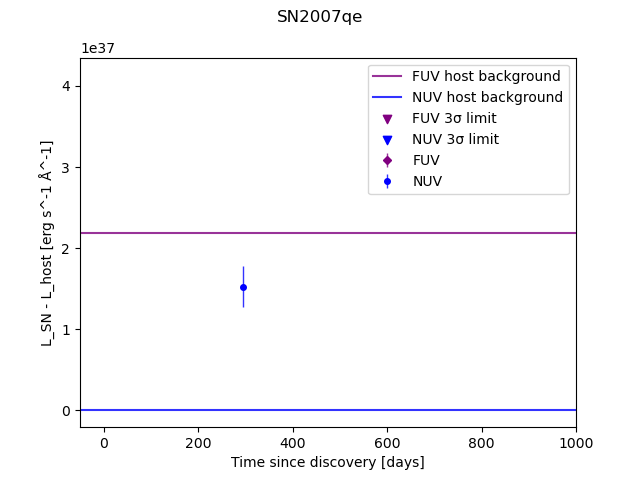 SN2007qe
1e37
4
3
2
1
0
L_SN - L_host [erg s^-1 Å^-1]
FUV host background
NUV host background
FUV 3σ limit
NUV 3σ limit
FUV
NUV
0 200 400 600 800 1000
Time since discovery [days]